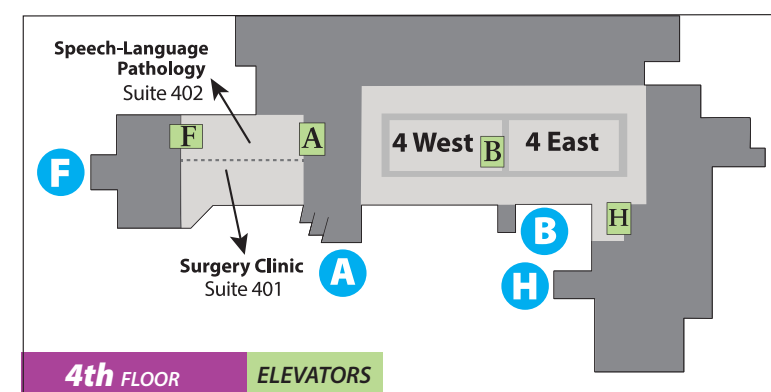 Speech-Language
Pathology
Suite 402
F
A
4 West
B
4 East
F
H
B
A
H
Surgery Clinic
Suite 401
4th FLOOR
ELEVATORS